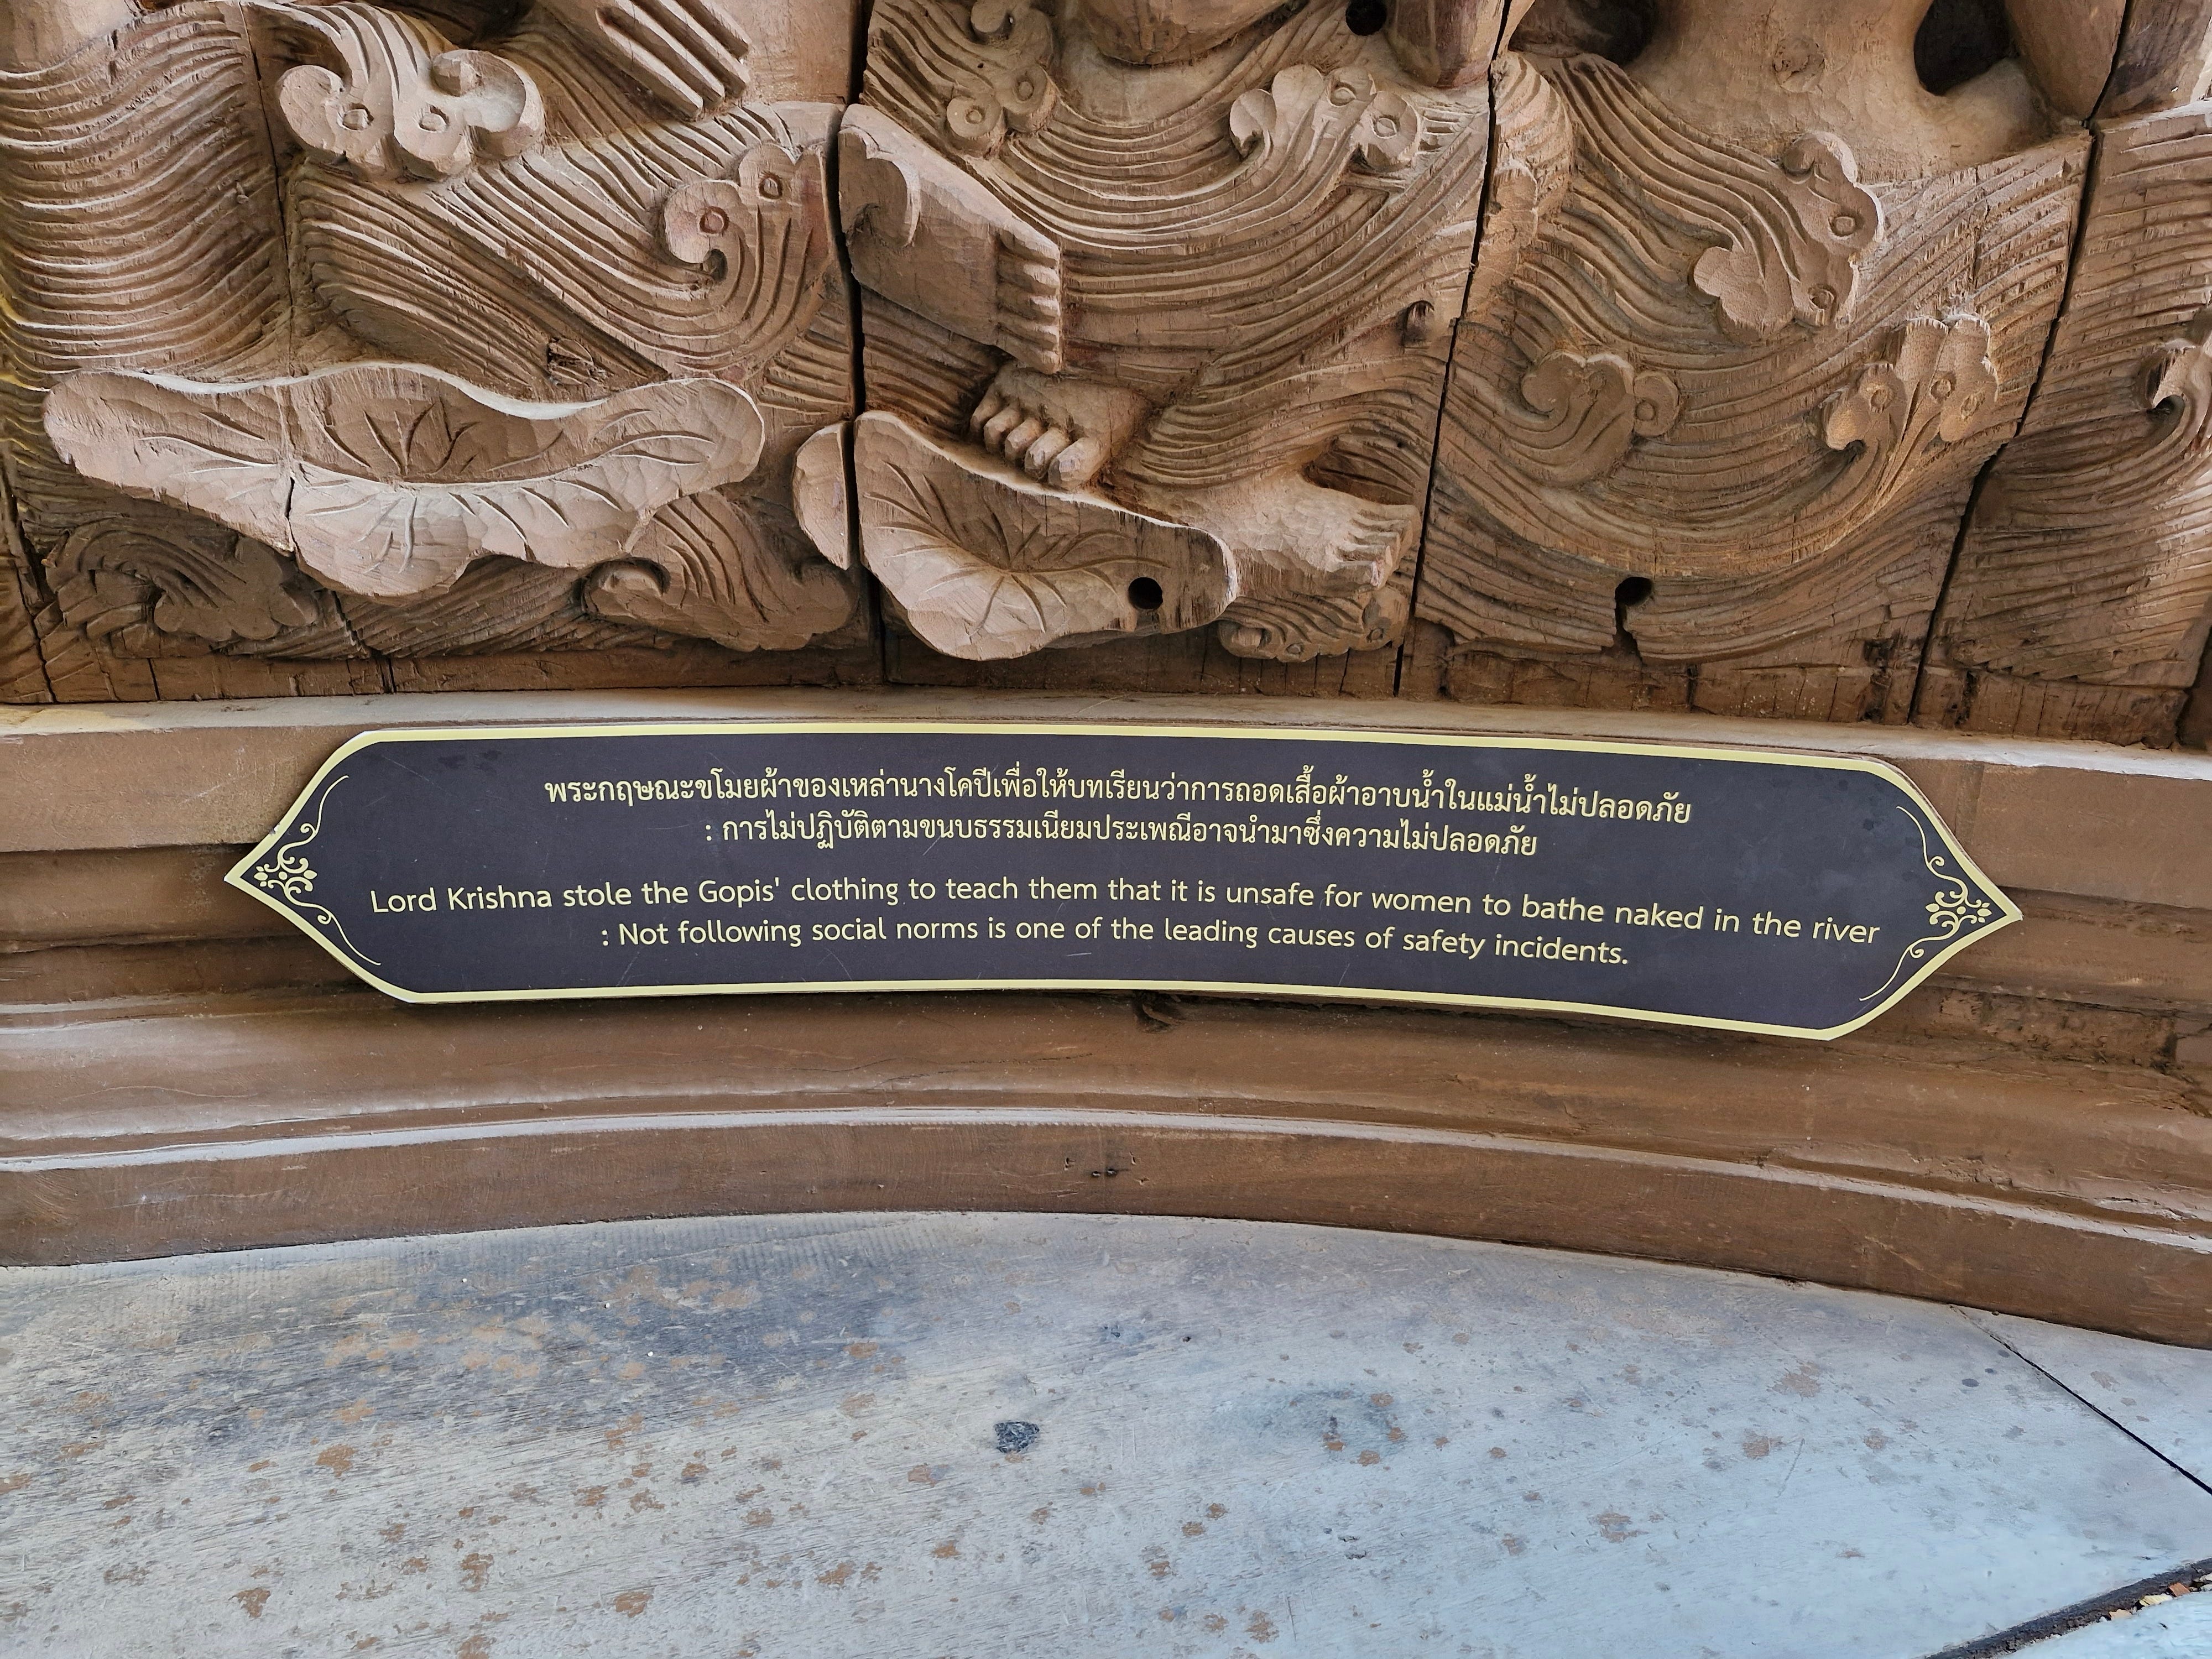 พระกฤษณะขโมยผ้าของเหล่านางโคปีเพื่อให้บทเรียนว่าการถอดเสื้อผ้าอาบน้ำในแม่น้ำไม่ปลอดภัย
: การไม่ปฏิบัติตามขนบธรรมเนียมประเพณีอาจนำมาซึ่งความไม่ปลอดภัย
Lord Krishna stole the Gopis' clothing to teach them that it is unsafe for women to bathe naked in the river
: Not following social norms is one of the leading causes of safety incidents.